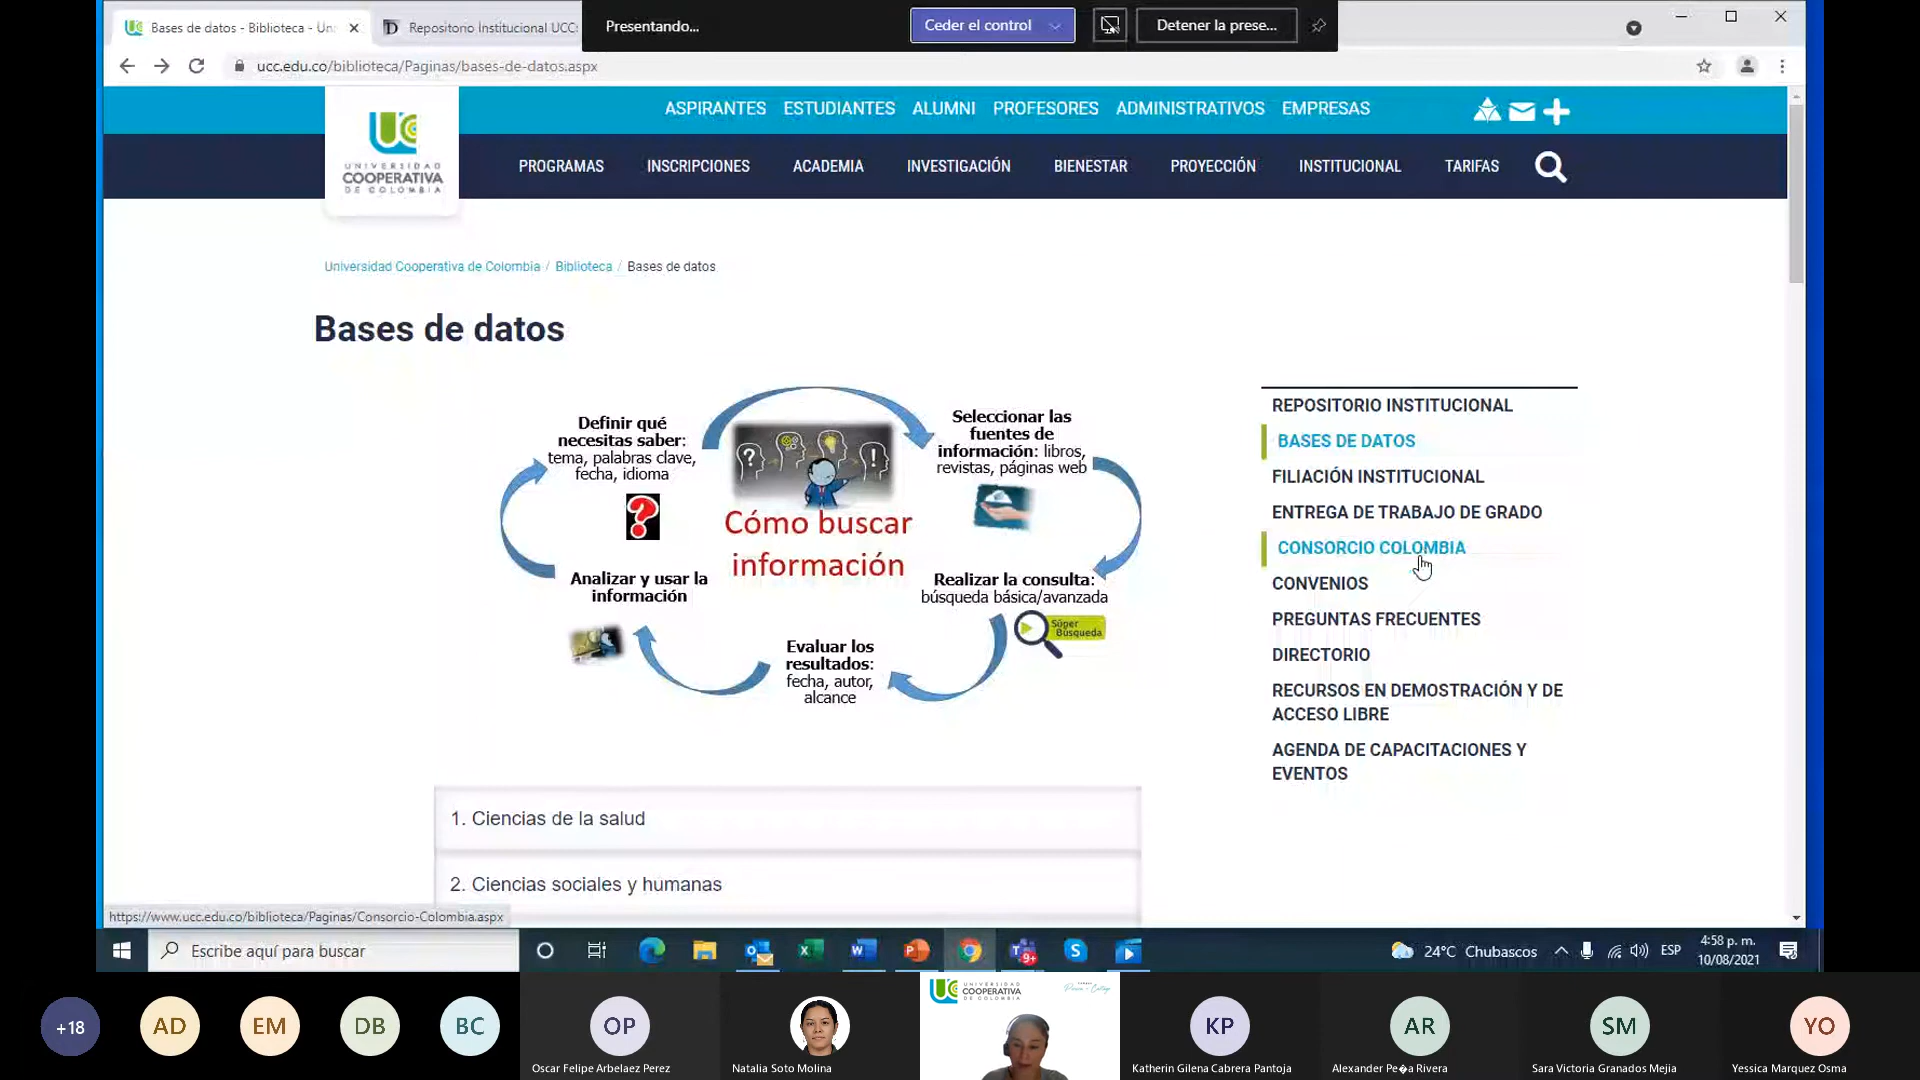 Bases de datos - Biblioteca - Un
Repositorio Institucional UCC:
Presentando...
Ceder el control
Detener la prese...
ucc.edu.co/biblioteca/Paginas/bases-de-datos.aspx
ASPIRANTES ESTUDIANTES ALUMNI PROFESORES ADMINISTRATIVOS EMPRESAS
UNIVERSIDAD
COOPERATIVA
DE COLOMBIA
PROGRAMAS INSCRIPCIONES ACADEMIA INVESTIGACIÓN BIENESTAR PROYECCIÓN INSTITUCIONAL TARIFAS
Universidad Cooperativa de Colombia / Biblioteca / Bases de datos
Bases de datos
Definir qué
necesitas saber:
tema, palabras clave,
fecha, idioma
?
? !
Cómo buscar
información
Seleccionar las
fuentes de
información: libros,
revistas, páginas web
Realizar la consulta:
búsqueda básica/avanzada
Súper
Búsqueda
Evaluar los
resultados:
fecha, autor,
alcance
Analizar y usar la
información
REPOSITORIO INSTITUCIONAL
BASES DE DATOS
FILIACIÓN INSTITUCIONAL
ENTREGA DE TRABAJO DE GRADO
CONSORCIO COLOMBIA
CONVENIOS
PREGUNTAS FRECUENTES
DIRECTORIO
RECURSOS EN DEMOSTRACIÓN Y DE
ACCESO LIBRE
AGENDA DE CAPACITACIONES Y
EVENTOS
1. Ciencias de la salud
2. Ciencias sociales y humanas
https://www.ucc.edu.co/biblioteca/Paginas/Consorcio-Colombia.aspx
Escribe aquí para buscar
9+
24°C Chubascos
ESP
4:58 p. m.
10/08/2021
+18
AD
EM
DB
BC
OP
Oscar Felipe Arbelaez Perez
Natalia Soto Molina
UNIVERSIDAD
COOPERATIVA
DE COLOMBIA
KP
Katherin Gilena Cabrera Pantoja
AR
Alexander Pe�a Rivera
SM
Sara Victoria Granados Mejia
YO
Yessica Marquez Osma